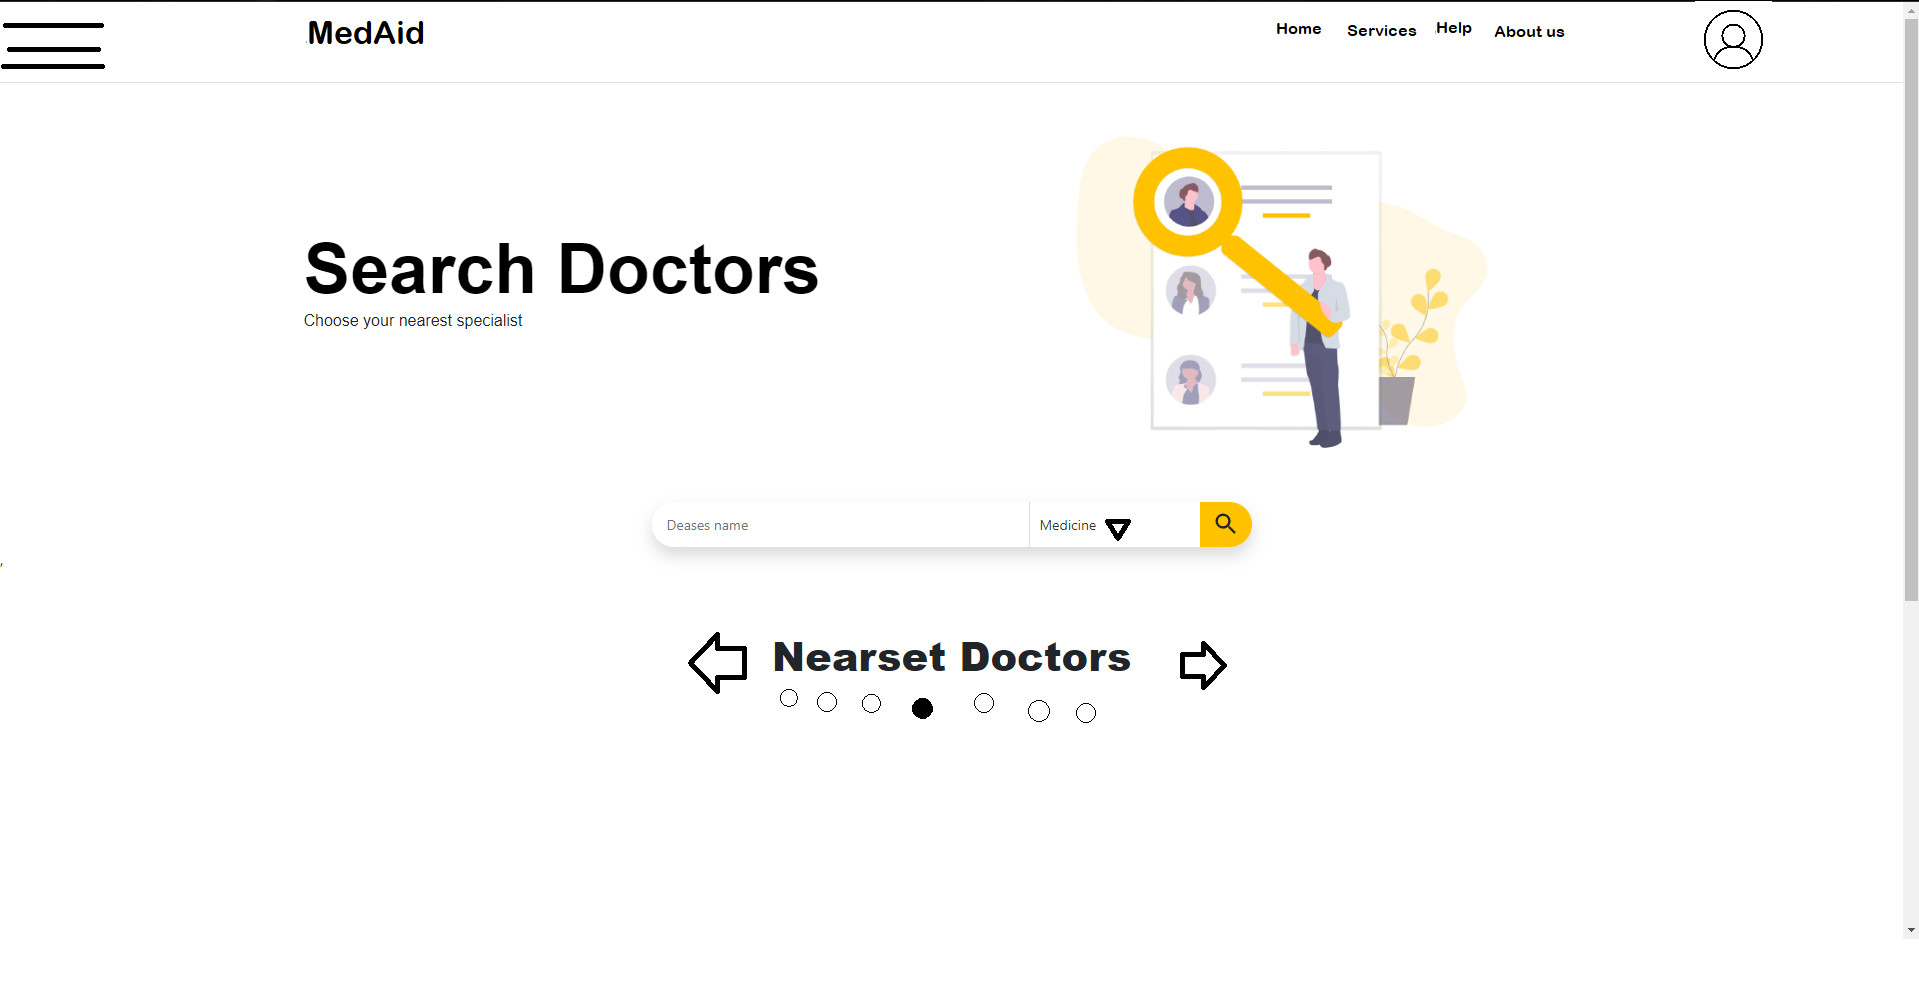 MedAid
Home Services Help About us
Search Doctors
Choose your nearest specialist
Deases name
Medicine
Nearset Doctors